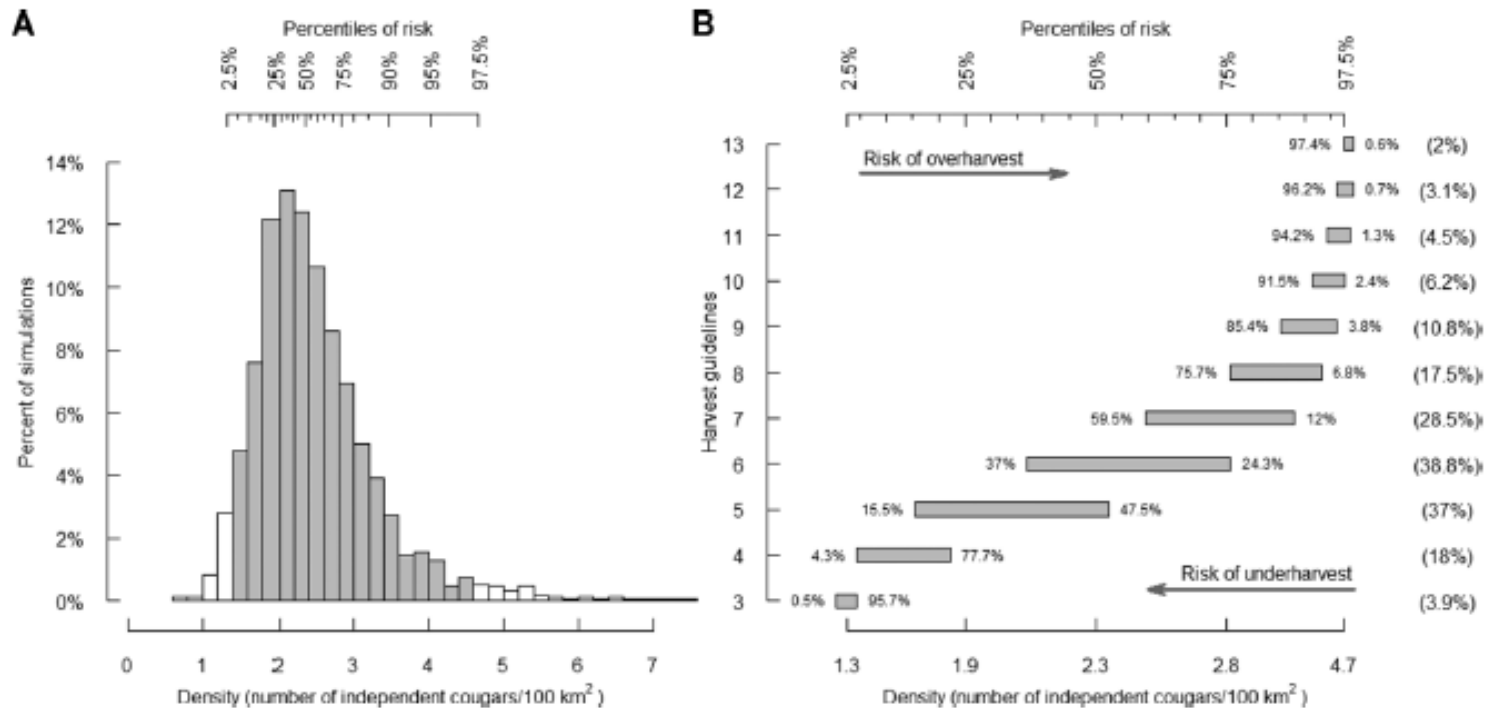 A
Percentiles of risk
2.5% 25% 50% 75% 90% 95% 97.5%
14%
12%
10%
8%
6%
4%
2%
0%
Percent of simulations
0 1 2 3 4 5 6 7
Density (number of independent cougars/100 km²)
B
Percentiles of risk
2.5% 25% 50% 75% 97.5%
Risk of overharvest
13 97.4% 0.6% (2%)
12 96.2% 0.7% (3.1%)
11 94.2% 1.3% (4.5%)
10 91.5% 2.4% (6.2%)
9 85.4% 3.8% (10.8%)
8 75.7% 6.8% (17.5%)
7 59.5% 12% (28.5%)
6 37% 24.3% (38.8%)
5 15.5% 47.5% (37%)
4 4.3% 77.7% (18%)
Risk of underharvest
3 0.5% 95.7% (3.9%)
Harvest guidelines
1.3 1.9 2.3 2.8 4.7
Density (number of independent cougars/100 km²)